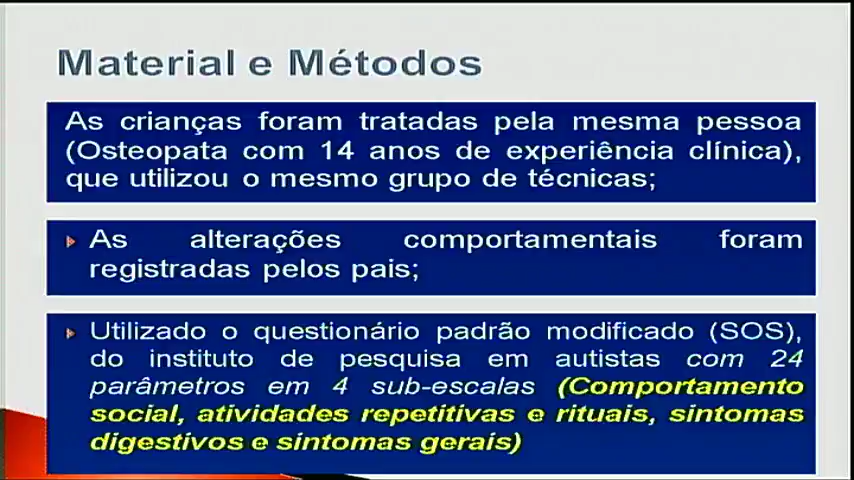 Material e Métodos
As crianças foram tratadas pela mesma pessoa
(Osteopata com 14 anos de experiência clínica),
que utilizou o mesmo grupo de técnicas;
As alterações comportamentais foram
registradas pelos pais;
Utilizado o questionário padrão modificado (SOS),
do instituto de pesquisa em autistas com 24
parâmetros em 4 sub-escalas (Comportamento
social, atividades repetitivas e rituais, sintomas
digestivos e sintomas gerais)